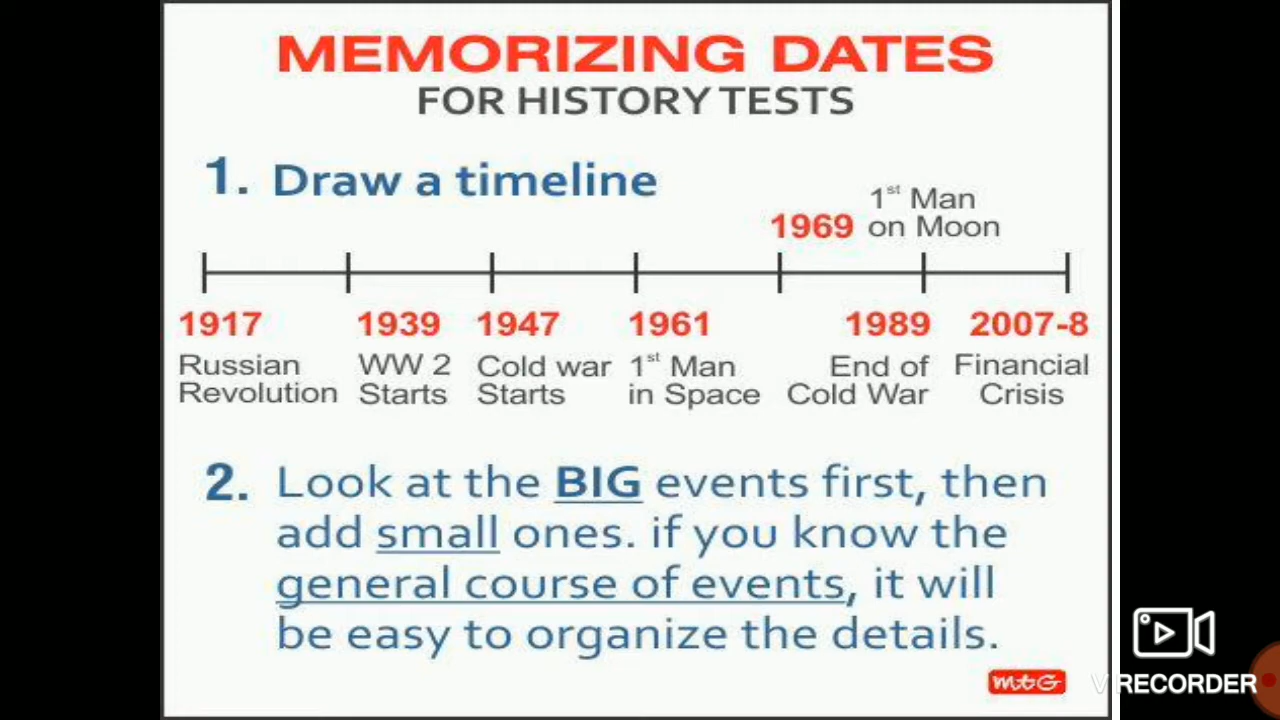 MEMORIZING DATES
FOR HISTORY TESTS
1. Draw a timeline
1969 1st Man
on Moon
1917 1939 1947 1961 1989 2007-8
Russian WW 2 Cold war 1st Man End of Financial
Revolution Starts Starts in Space Cold War Crisis
2. Look at the BIG events first, then
add small ones. if you know the
general course of events, it will
be easy to organize the details.
mtG
V RECORDER